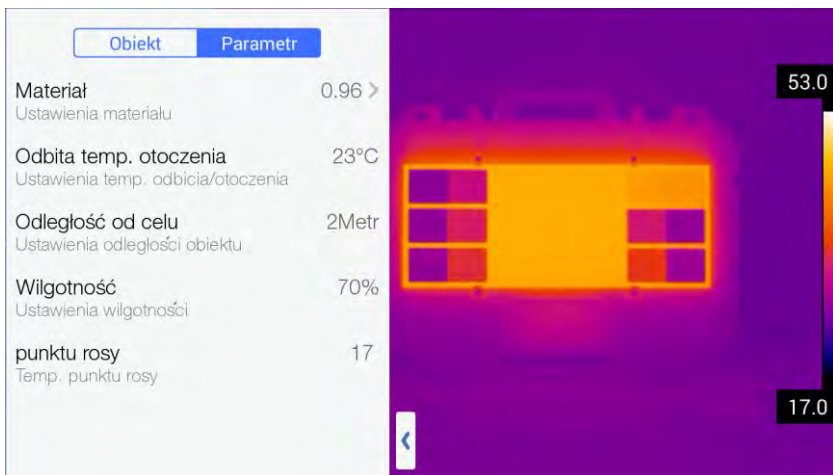 Obiekt Parametr
Materiał 0.96 >
Ustawienia materiału
Odbita temp. otoczenia 23°C
Ustawienia temp. odbicia/otoczenia
Odległość od celu 2Metr
Ustawienia odległości obiektu
Wilgotność 70%
Ustawienia wilgotności
punktu rosy 17
Temp. punktu rosy
53.0
17.0